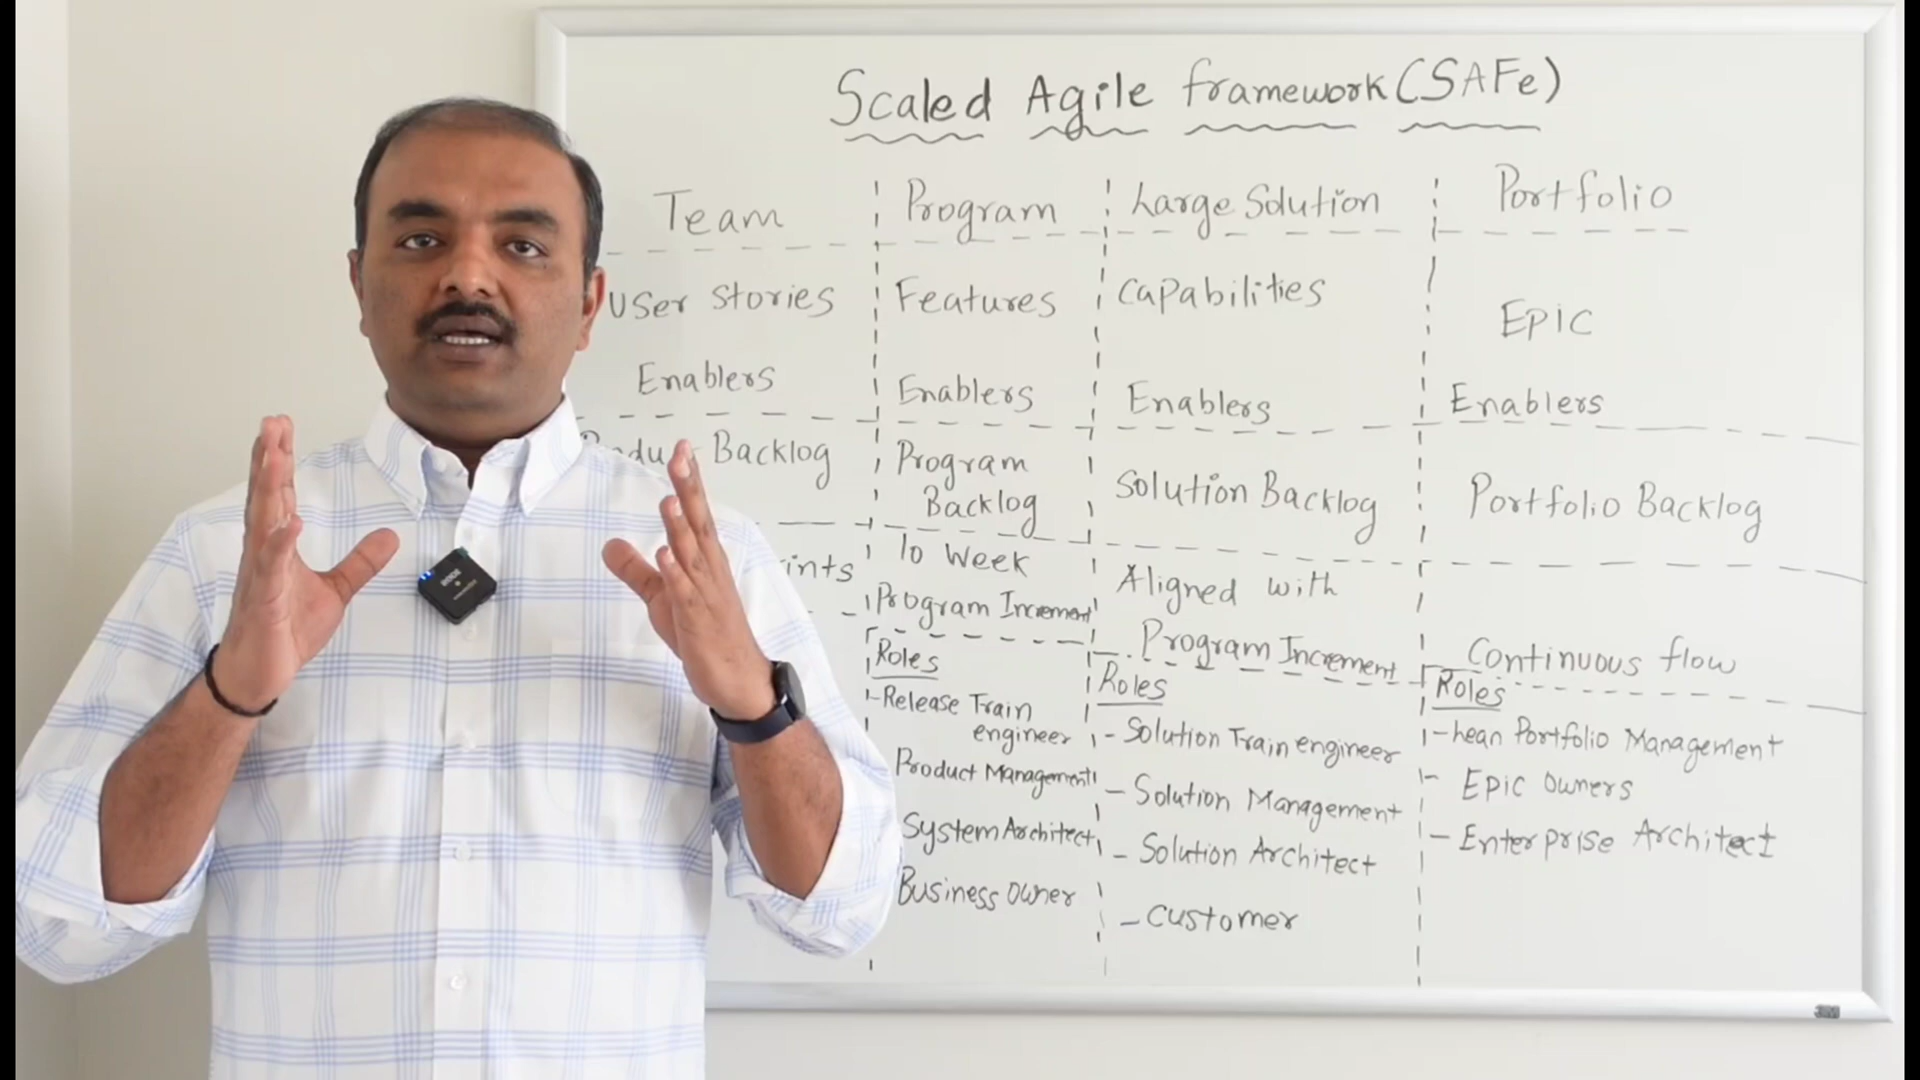 Scaled Agile framework (SAFe)
Team
User stories
Enablers
Backlog
Program
Features
Enablers
Program
Backlog
10 Week
Program Increment
Roles
- Release Train
engineer
Product Management
System Architect
Business Owner
Large Solution
Capabilities
Enablers
Solution Backlog
Aligned with
Program Increment
Roles
- Solution Train engineer
- Solution Management
- Solution Architect
- Customer
Portfolio
Epic
Enablers
Portfolio Backlog
Continuous flow
Roles
- Lean Portfolio Management
- Epic Owners
- Enterprise Architect